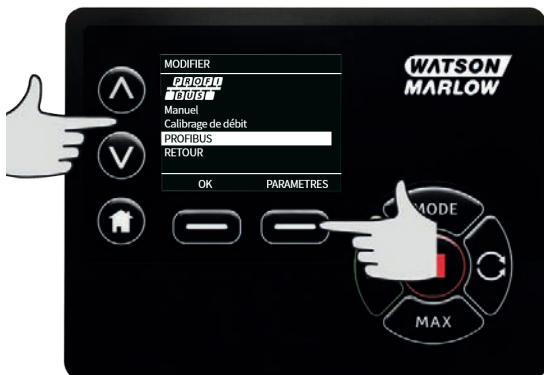 MODIFIER
PROFI
BUS
Manuel
Calibrage de débit
PROFIBUS
RETOUR
OK PARAMETRES
WATSON
MARLOW
MODE
MAX